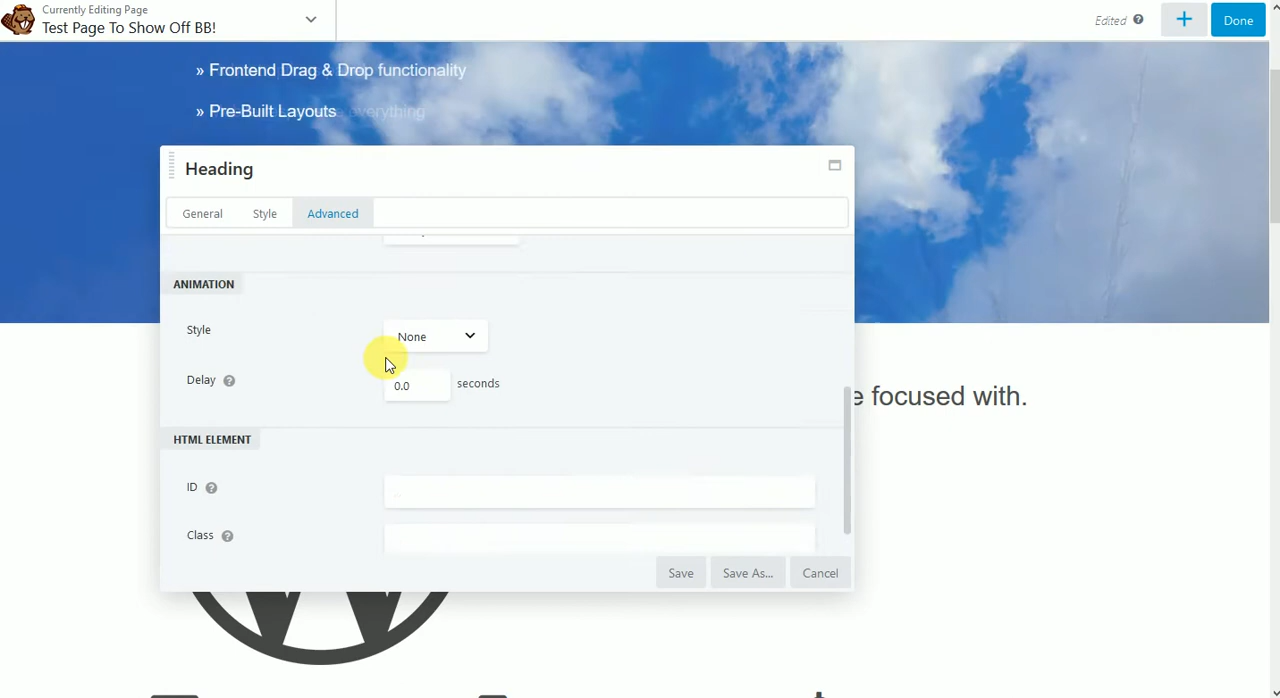 Currently Editing Page
Test Page To Show Off BB!
Edited
Done
» Frontend Drag & Drop functionality
» Pre-Built Layouts everything
Heading
General Style Advanced
ANIMATION
Style None
Delay 0.0 seconds
HTML ELEMENT
ID
Class
Save Save As... Cancel
e focused with.